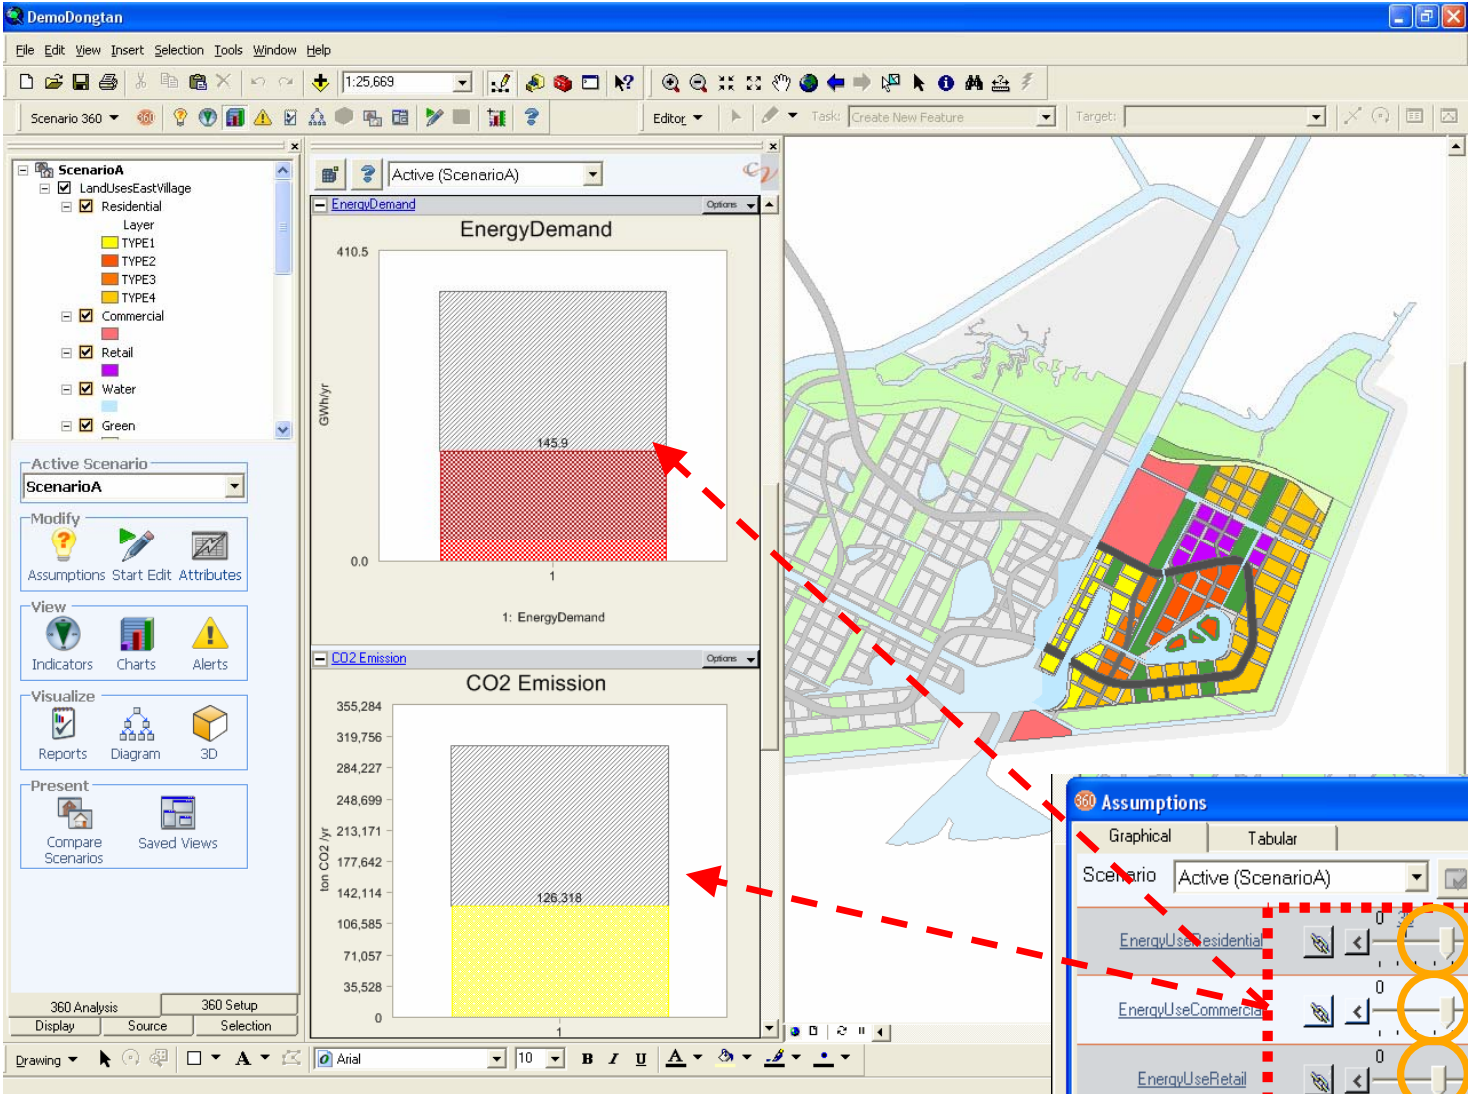 DemoDongtan
File Edit View Insert Selection Tools Window Help
1:25,669
Scenario 360
Editor
Task: Create New Feature
Target:
ScenarioA
LandUsesEastVillage
Residential
Layer
TYPE1
TYPE2
TYPE3
TYPE4
Commercial
Retail
Water
Green
Active Scenario
ScenarioA
Modify
Assumptions Start Edit Attributes
View
Indicators Charts Alerts
Visualize
Reports Diagram 3D
Present
Compare Scenarios
Saved Views
360 Analysis 360 Setup
Display Source Selection
Active (ScenarioA)
EnergyDemand Options
EnergyDemand
410.5
GWh/yr
145.9
0.0
1
1: EnergyDemand
CO2 Emission Options
CO2 Emission
355,284
319,756
284,227
248,699
213,171
177,642
142,114
106,585
71,057
35,528
0
ton CO2 /yr
126,318
1
360 Assumptions
Graphical Tabular
Scenario Active (ScenarioA)
0
EnergyUseResidential
0
EnergyUseCommercial
0
EnergyUseRetail
Drawing A Arial 10 B I U A